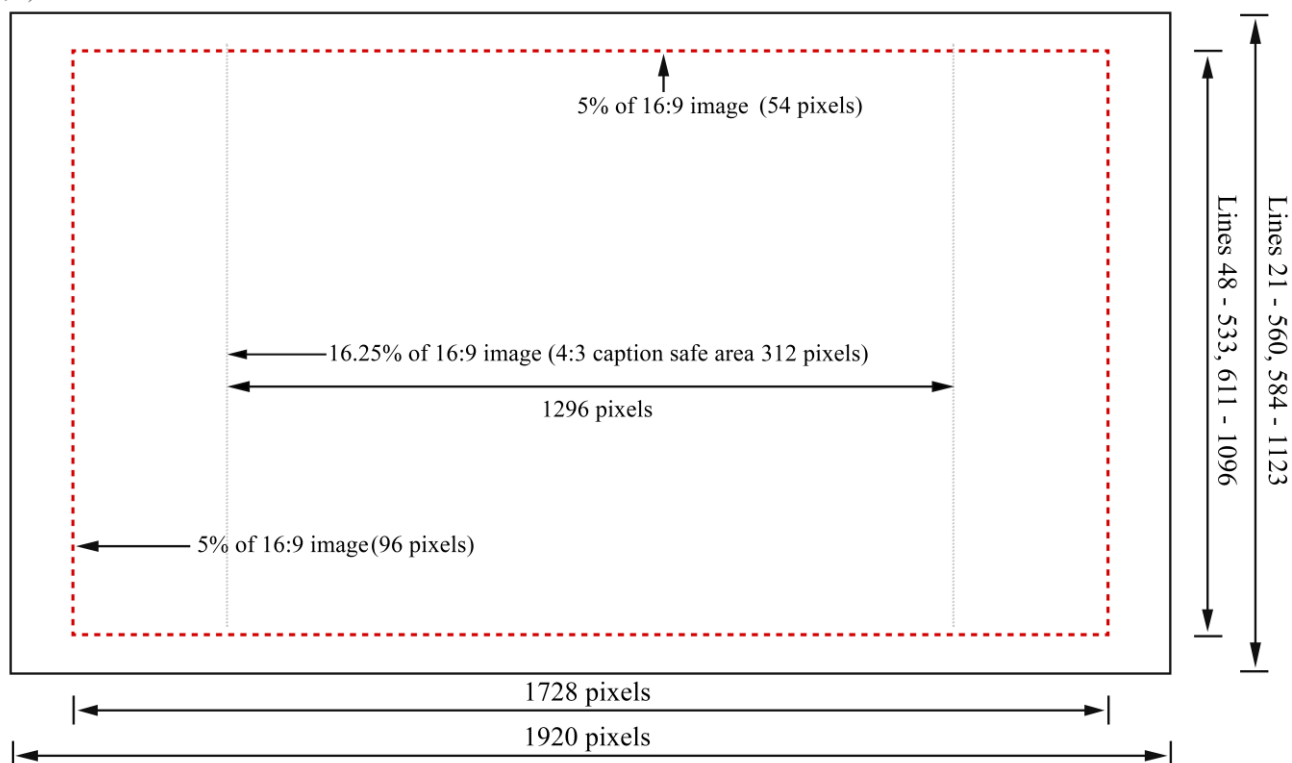 5% of 16:9 image (54 pixels)
16.25% of 16:9 image (4:3 caption safe area 312 pixels)
1296 pixels
5% of 16:9 image (96 pixels)
Lines 48 - 533, 611 - 1096
Lines 21 - 560, 584 - 1123
1728 pixels
1920 pixels